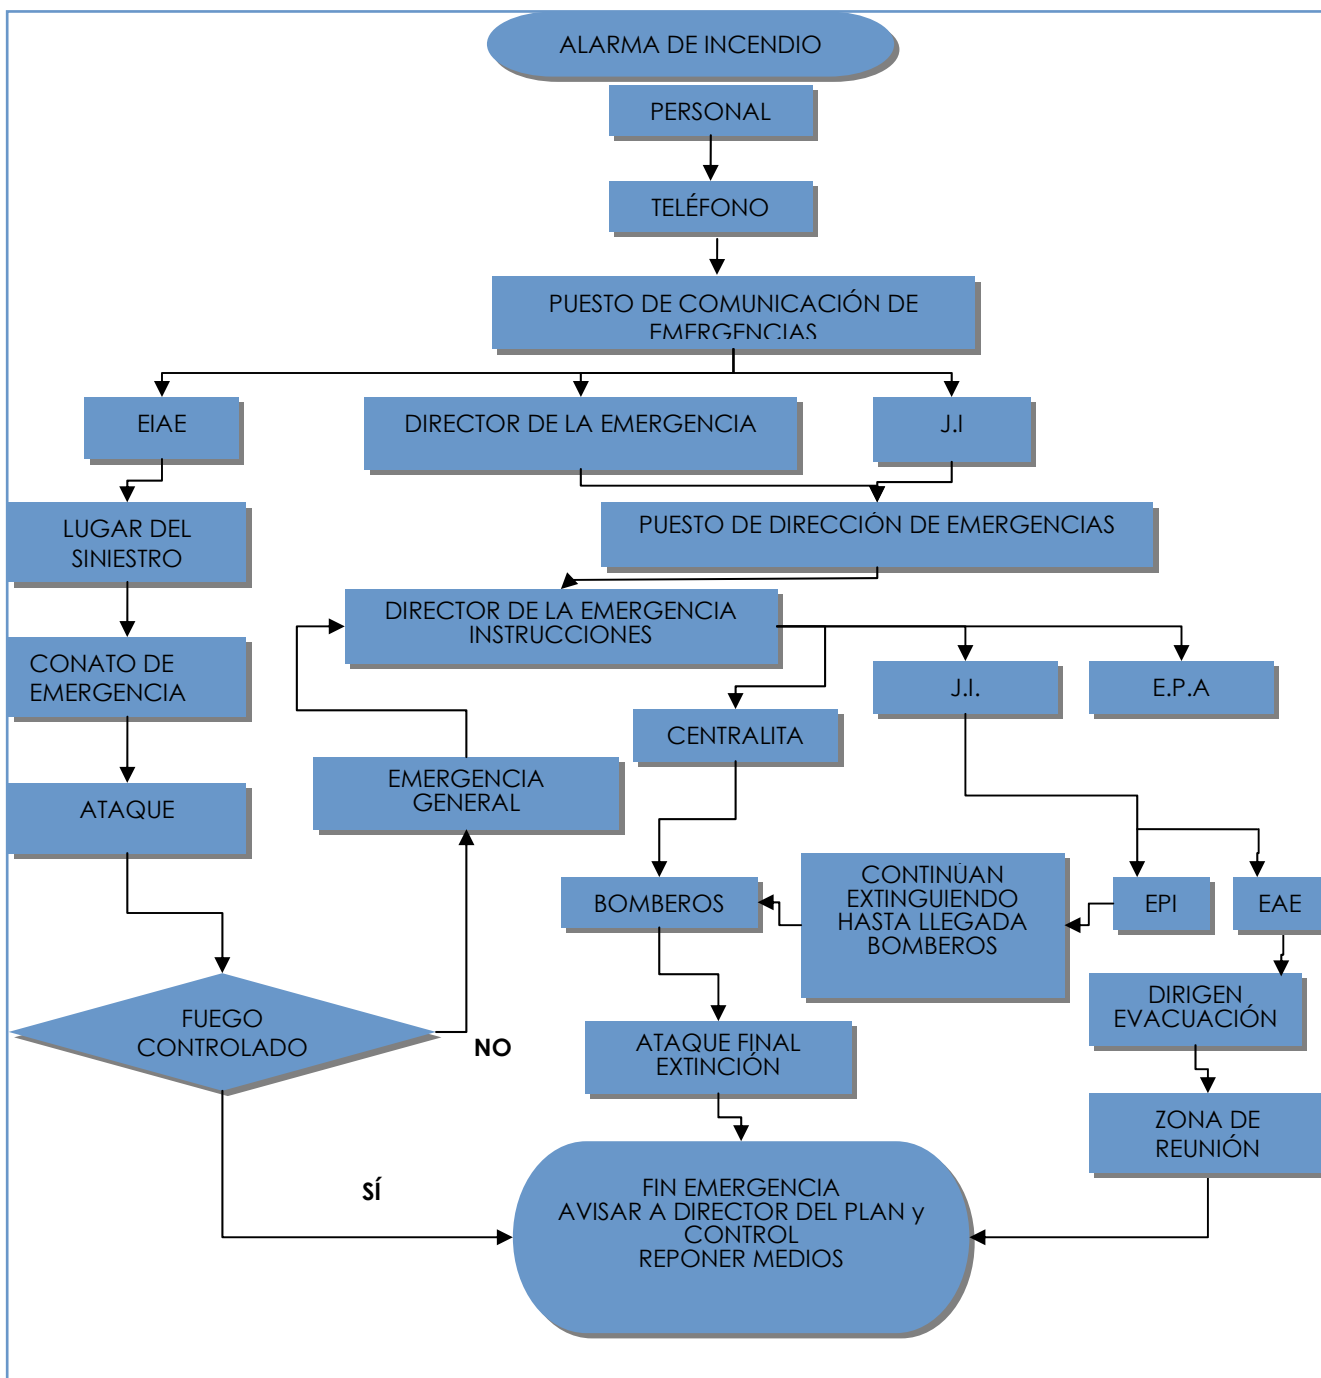 ALARMA DE INCENDIO
PERSONAL
TELÉFONO
PUESTO DE COMUNICACIÓN DE
EMERGENCIAS
EIAE
DIRECTOR DE LA EMERGENCIA
J.I
LUGAR DEL
SINIESTRO
PUESTO DE DIRECCIÓN DE EMERGENCIAS
DIRECTOR DE LA EMERGENCIA
INSTRUCCIONES
CONATO DE
EMERGENCIA
J.I.
E.P.A
CENTRALITA
EMERGENCIA
GENERAL
ATAQUE
CONTINÚAN
EXTINGUIENDO
HASTA LLEGADA
BOMBEROS
BOMBEROS
EPI
EAE
DIRIGEN
EVACUACIÓN
FUEGO
CONTROLADO
NO
ATAQUE FINAL
EXTINCIÓN
ZONA DE
REUNIÓN
SÍ
FIN EMERGENCIA
AVISAR A DIRECTOR DEL PLAN y
CONTROL
REPONER MEDIOS